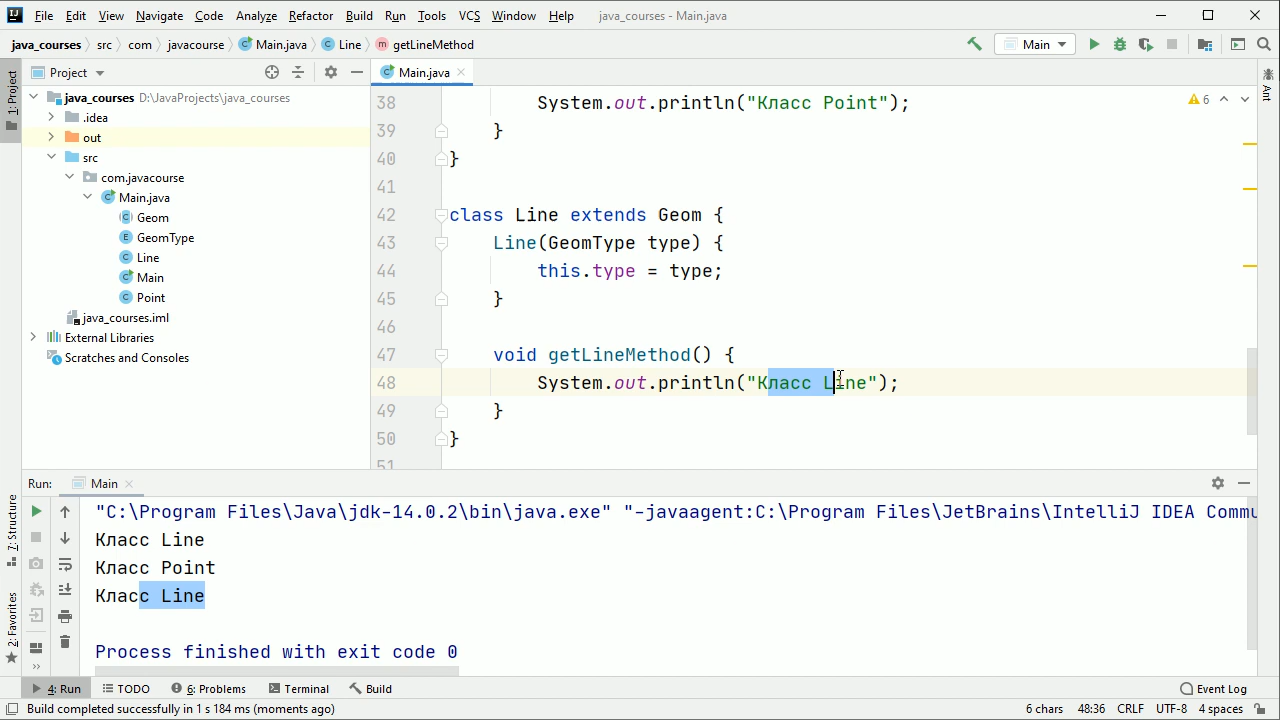 File Edit View Navigate Code Analyze Refactor Build Run Tools VCS Window Help java_courses - Main.java
java_courses src com javacourse Main.java Line getLineMethod Main
1: Project
Project
Main.java
Ant
java_courses D:\JavaProjects\java_courses
.idea
out
src
com.javacourse
Main.java
Geom
GeomType
Line
Main
Point
java_courses.iml
External Libraries
Scratches and Consoles
6
38 System.out.println("Класс Point");
39 }
40 }
41
42 class Line extends Geom {
43 Line(GeomType type) {
44 this.type = type;
45 }
46
47 void getLineMethod() {
48 System.out.println("Класс Line");
49 }
50 }
51
Run: Main
7: Structure
2: Favorites
"C:\Program Files\Java\jdk-14.0.2\bin\java.exe" "-javaagent:C:\Program Files\JetBrains\IntelliJ IDEA Commu
Класс Line
Класс Point
Класс Line
Process finished with exit code 0
4: Run TODO 6: Problems Terminal Build Event Log
Build completed successfully in 1 s 184 ms (moments ago) 6 chars 48:36 CRLF UTF-8 4 spaces